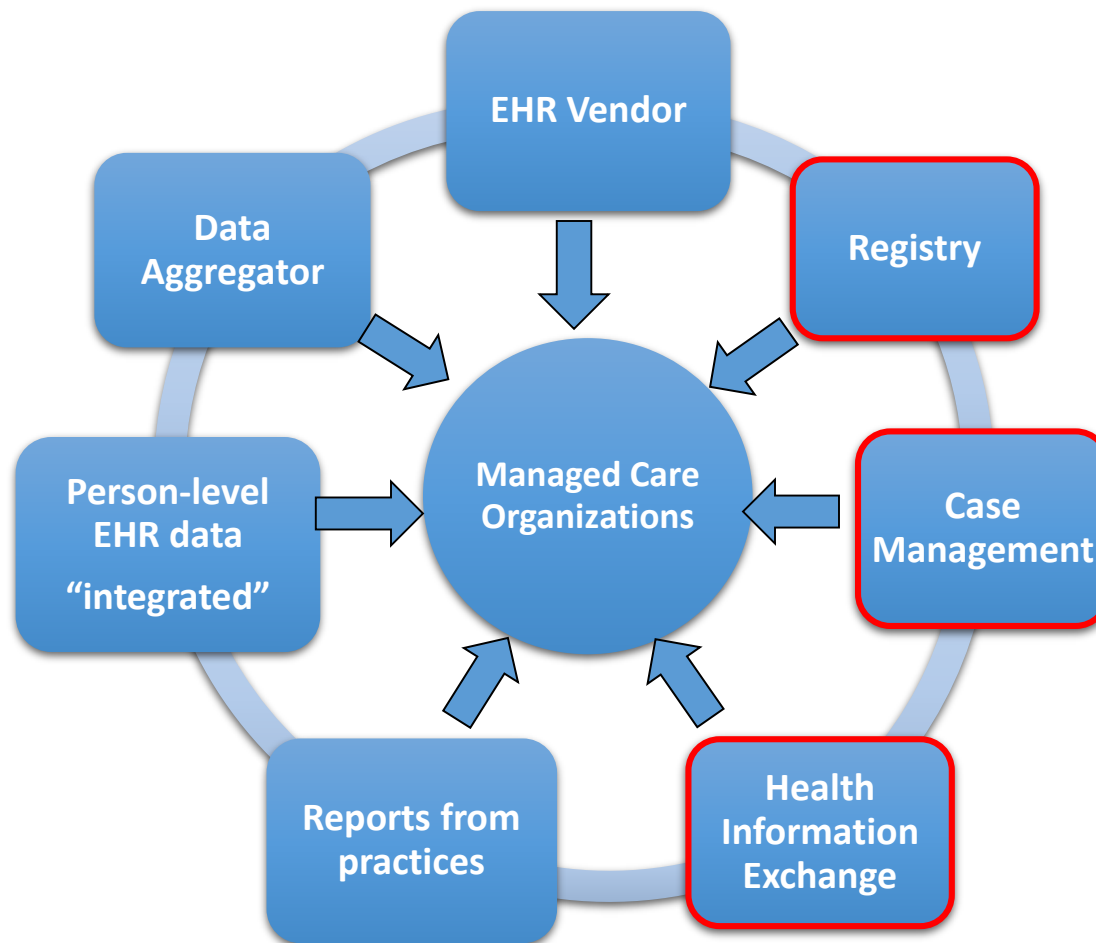 EHR Vendor
Registry
Case
Management
Health
Information
Exchange
Reports from
practices
Person-level
EHR data
“integrated”
Data
Aggregator
Managed Care
Organizations